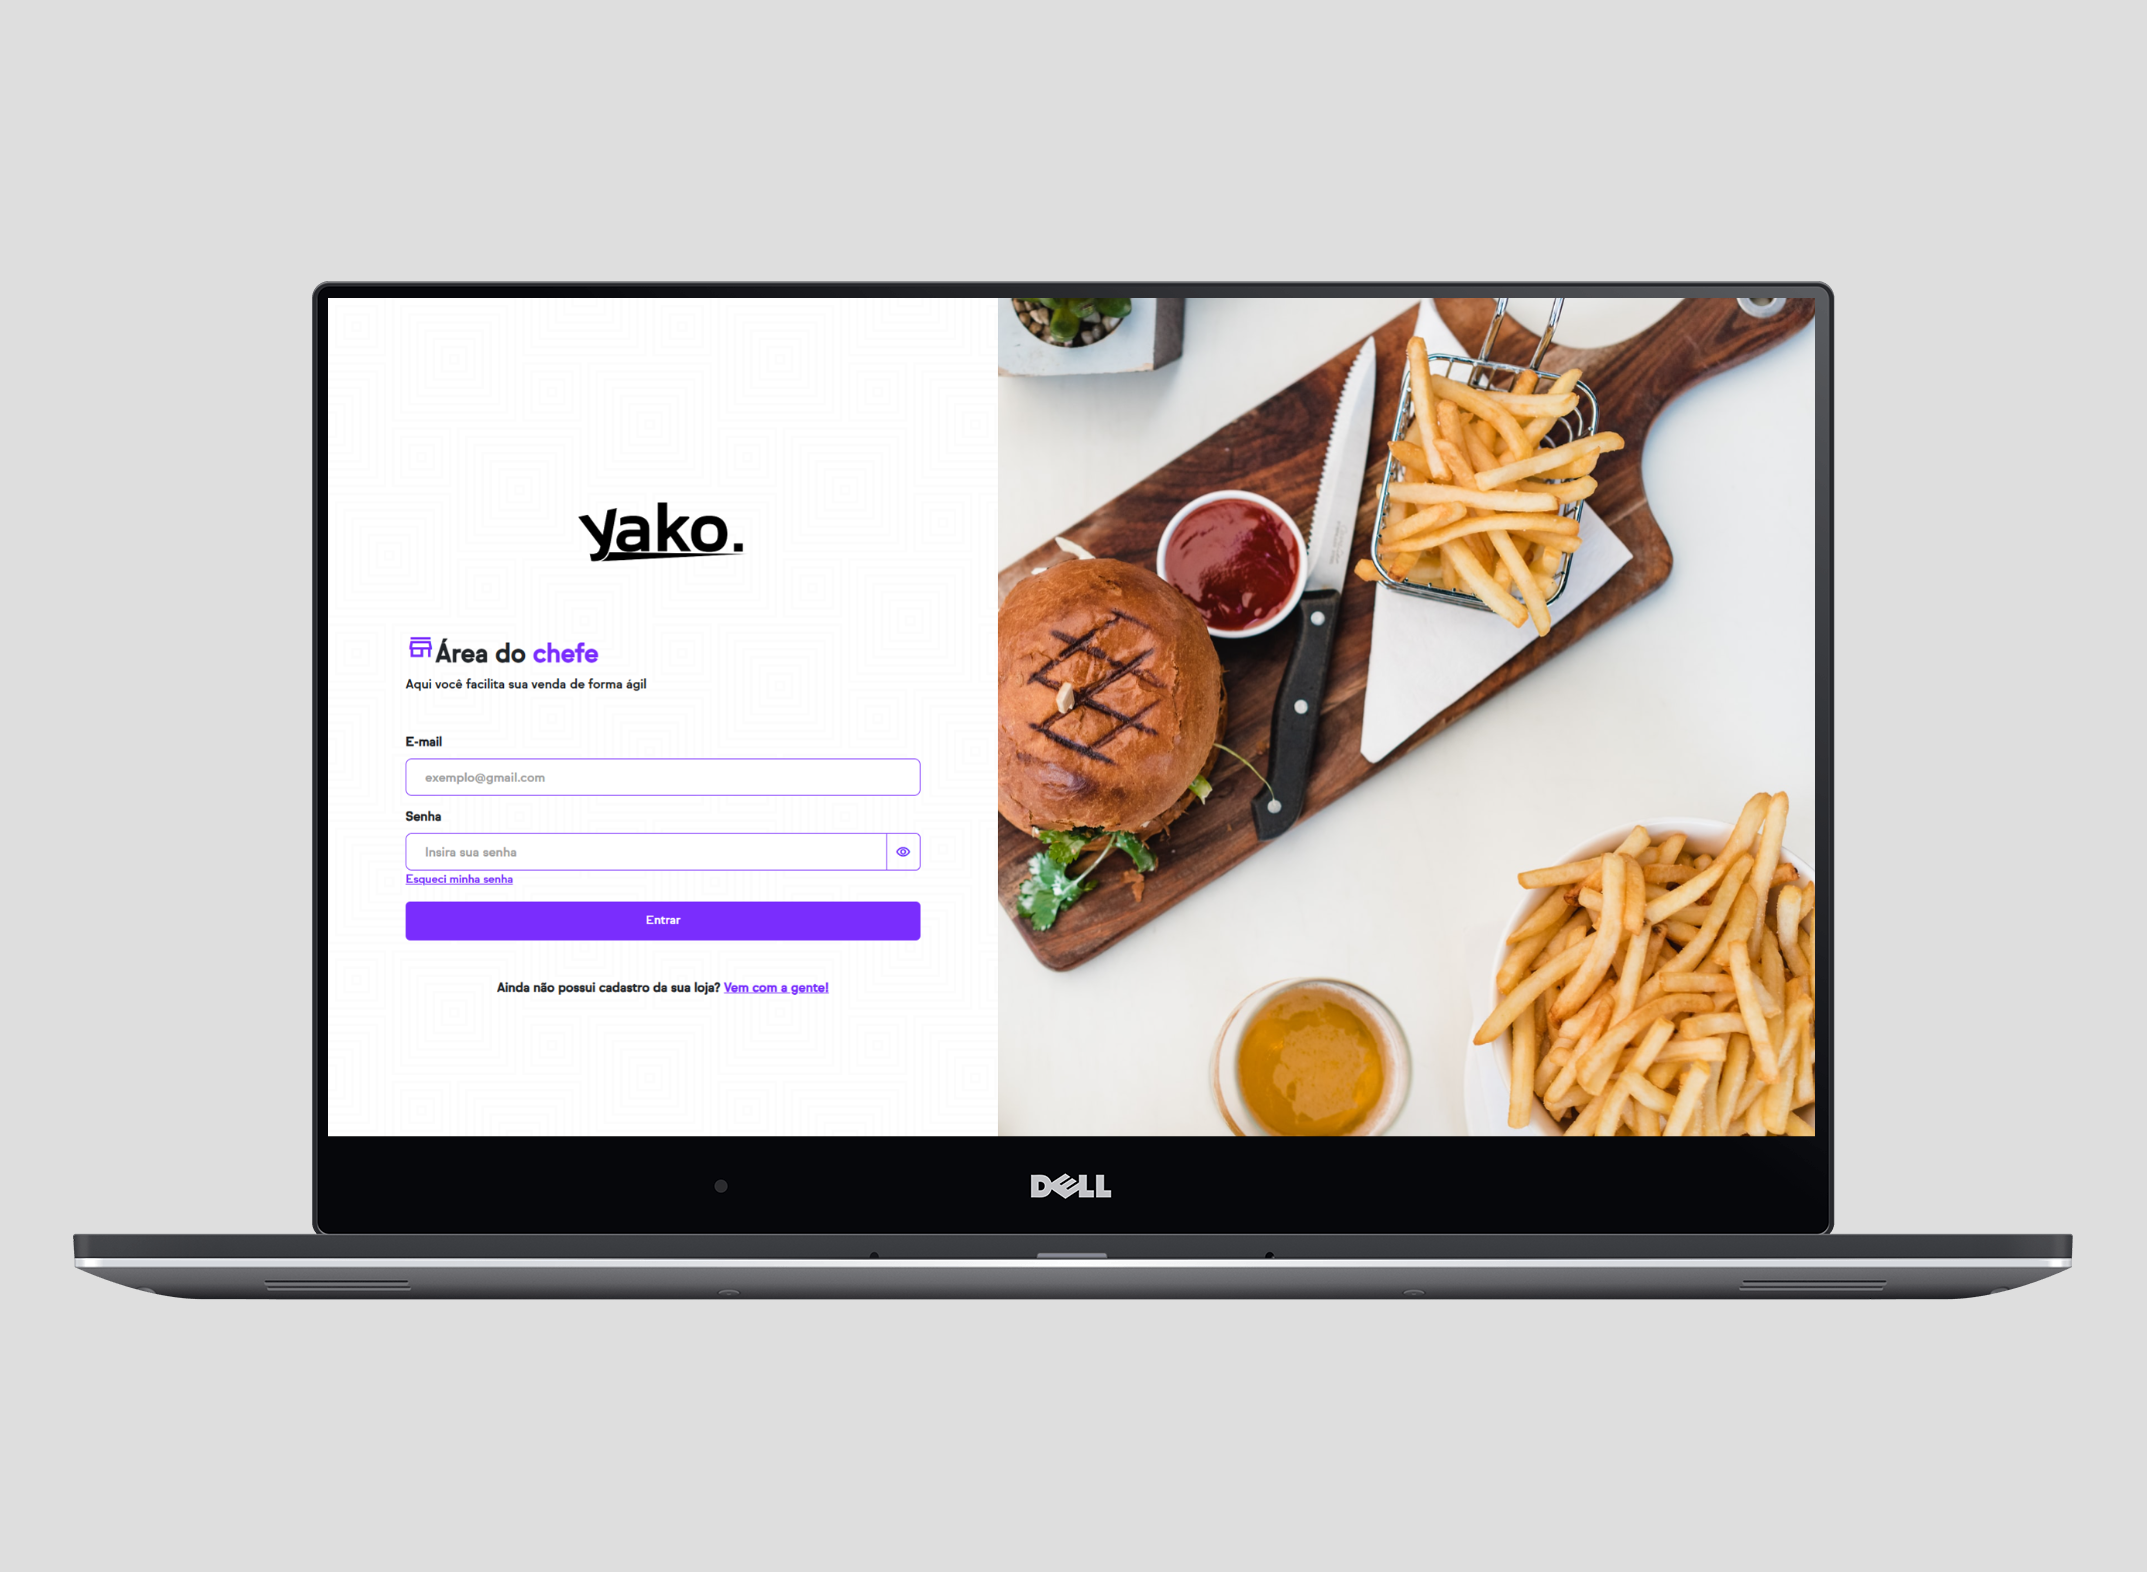 yako.
Área do chefe
Aqui você facilita sua venda de forma ágil
E-mail
exemplo@gmail.com
Senha
Insira sua senha
Esqueci minha senha
Entrar
Ainda não possui cadastro da sua loja? Vem com a gente!
DELL